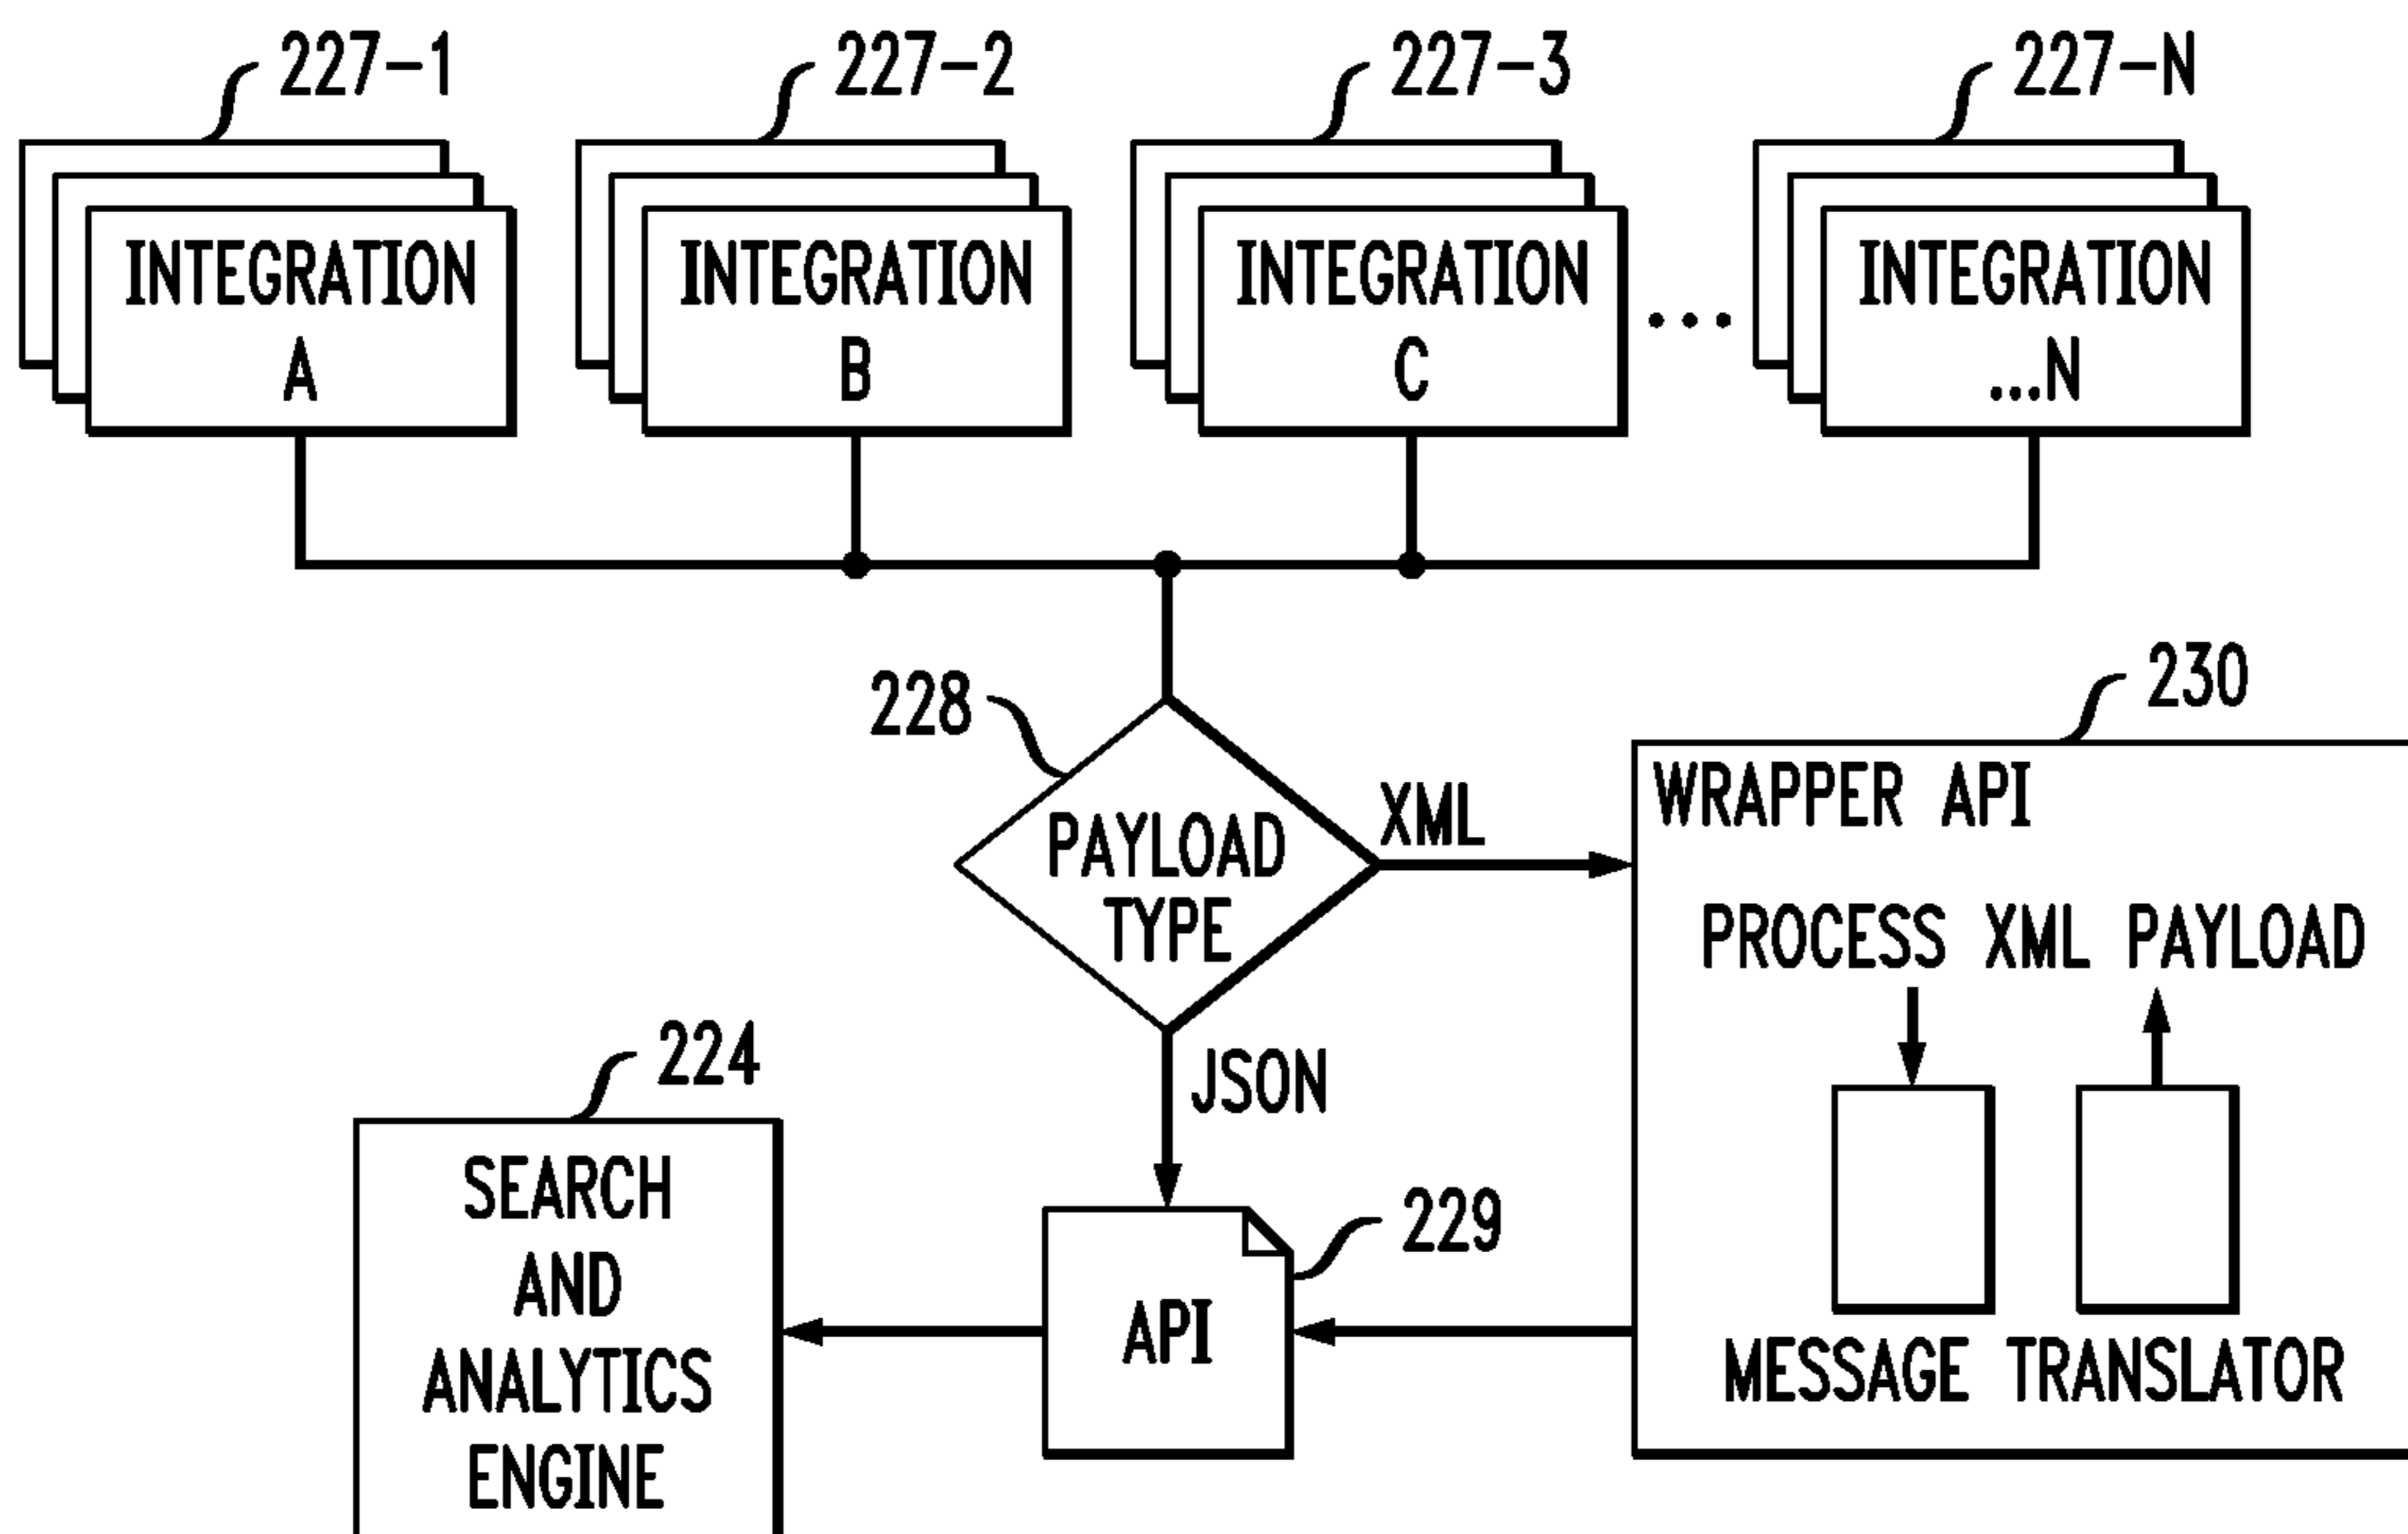 227-1
227-2
227-3
227-N
INTEGRATION
A
INTEGRATION
B
INTEGRATION
C
...
INTEGRATION
...N
228
PAYLOAD
TYPE
XML
JSON
230
WRAPPER API
PROCESS XML PAYLOAD
MESSAGE TRANSLATOR
229
API
224
SEARCH
AND
ANALYTICS
ENGINE